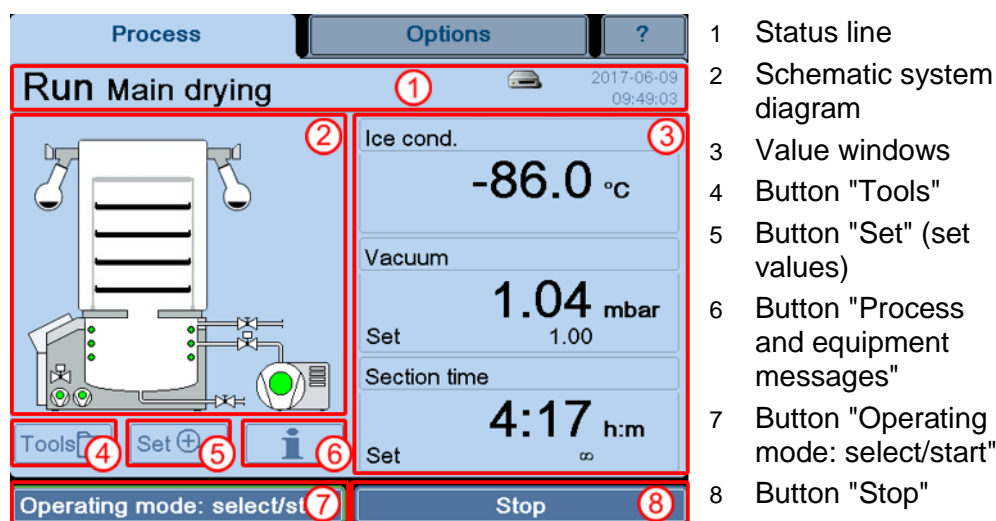 Process
Options
?
Run Main drying
1
2017-06-09
09:49:03
2
3
Ice cond.
-86.0 °C
Vacuum
1.04 mbar
Set 1.00
Section time
4:17 h:m
Set ∞
Tools
4
Set
5
i
6
Operating mode: select/st
7
Stop
8
1 Status line
2 Schematic system
diagram
3 Value windows
4 Button "Tools"
5 Button "Set" (set
values)
6 Button "Process
and equipment
messages"
7 Button "Operating
mode: select/start"
8 Button "Stop"